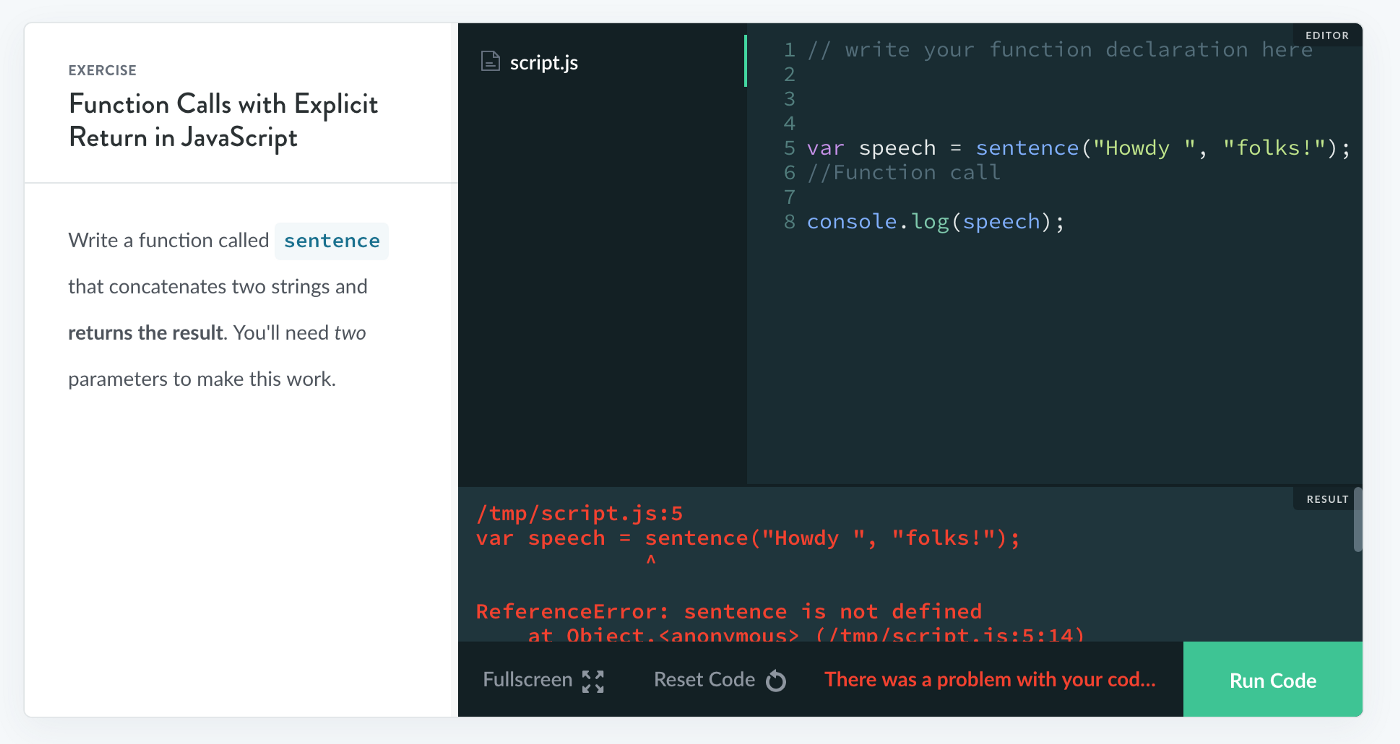 EXERCISE
Function Calls with Explicit
Return in JavaScript
Write a function called sentence
that concatenates two strings and
returns the result. You'll need two
parameters to make this work.
script.js
EDITOR
1 // write your function declaration here
2
3
4
5 var speech = sentence("Howdy ", "folks!");
6 //Function call
7
8 console.log(speech);
RESULT
/tmp/script.js:5
var speech = sentence("Howdy ", "folks!");
^
ReferenceError: sentence is not defined
at Object.<anonymous> (/tmp/script.js:5:14)
Fullscreen
Reset Code
There was a problem with your cod...
Run Code